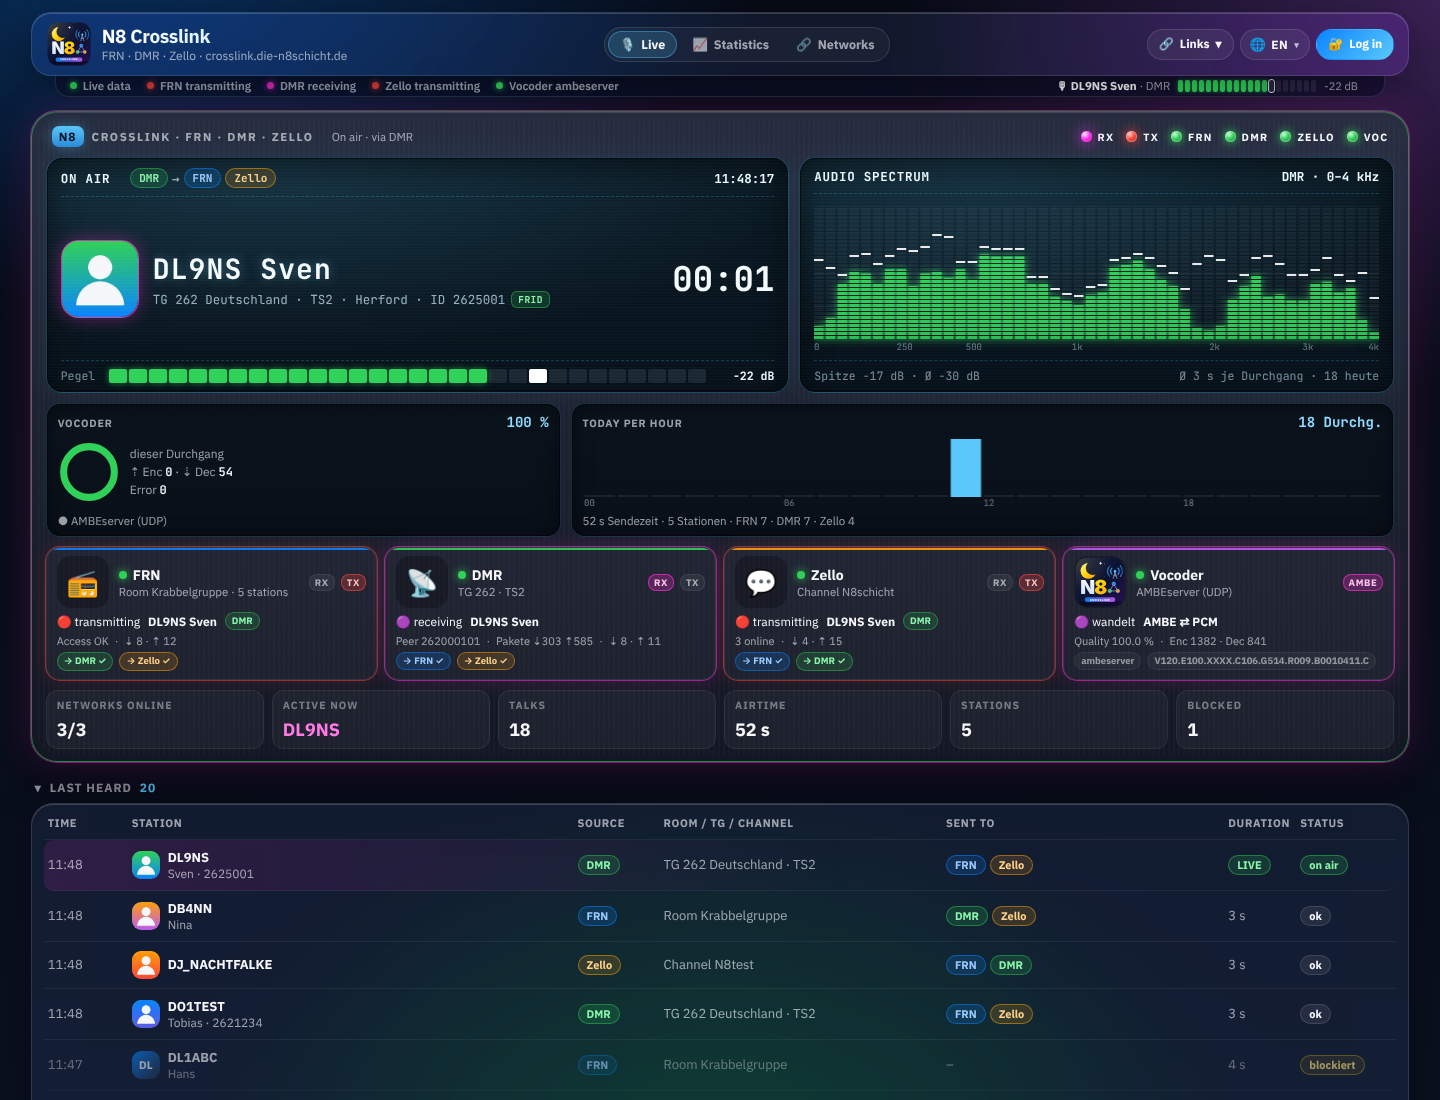 N8 Crosslink
FRN · DMR · Zello · crosslink.die-n8schicht.de
Live
Statistics
Networks
Links ▾
EN ▾
Log in
Live data
FRN transmitting
DMR receiving
Zello transmitting
Vocoder ambeserver
DL9NS Sven · DMR
-22 dB
N8 CROSSLINK · FRN · DMR · ZELLO On air · via DMR
RX TX FRN DMR ZELLO VOC
ON AIR DMR → FRN Zello 11:48:17
DL9NS Sven
TG 262 Deutschland · TS2 · Herford · ID 2625001 FRID
00:01
Pegel -22 dB
AUDIO SPECTRUM DMR · 0–4 kHz
0 250 500 1k 2k 3k 4k
Spitze -17 dB · Ø -30 dB Ø 3 s je Durchgang · 18 heute
VOCODER 100 %
dieser Durchgang
↑ Enc 0 · ↓ Dec 54
Error 0
AMBEserver (UDP)
TODAY PER HOUR 18 Durchg.
00 06 12 18
52 s Sendezeit · 5 Stationen · FRN 7 · DMR 7 · Zello 4
FRN
Room Krabbelgruppe · 5 stations
RX TX
transmitting DL9NS Sven DMR
Access OK · ↓ 8 · ↑ 12
→ DMR ✓ → Zello ✓
DMR
TG 262 · TS2
RX TX
receiving DL9NS Sven
Peer 262000101 · Pakete ↓303 ↑585 · ↓ 8 · ↑ 11
→ FRN ✓ → Zello ✓
Zello
Channel N8schicht
RX TX
transmitting DL9NS Sven DMR
3 online · ↓ 4 · ↑ 15
→ FRN ✓ → DMR ✓
N8
Vocoder
AMBEserver (UDP)
AMBE
wandelt AMBE ⇄ PCM
Quality 100.0 % · Enc 1382 · Dec 841
ambeserver V120.E100.XXXX.C106.G514.R009.B0010411.C
NETWORKS ONLINE
3/3
ACTIVE NOW
DL9NS
TALKS
18
AIRTIME
52 s
STATIONS
5
BLOCKED
1
▾ LAST HEARD 20
TIME STATION SOURCE ROOM / TG / CHANNEL SENT TO DURATION STATUS
11:48 DL9NS DMR TG 262 Deutschland · TS2 FRN Zello LIVE on air
Sven · 2625001
11:48 DB4NN FRN Room Krabbelgruppe DMR Zello 3 s ok
Nina
11:48 DJ_NACHTFALKE Zello Channel N8test FRN DMR 3 s ok
11:48 DO1TEST DMR TG 262 Deutschland · TS2 FRN Zello 3 s ok
Tobias · 2621234
11:47 DL DL1ABC FRN Room Krabbelgruppe – 4 s blockiert
Hans